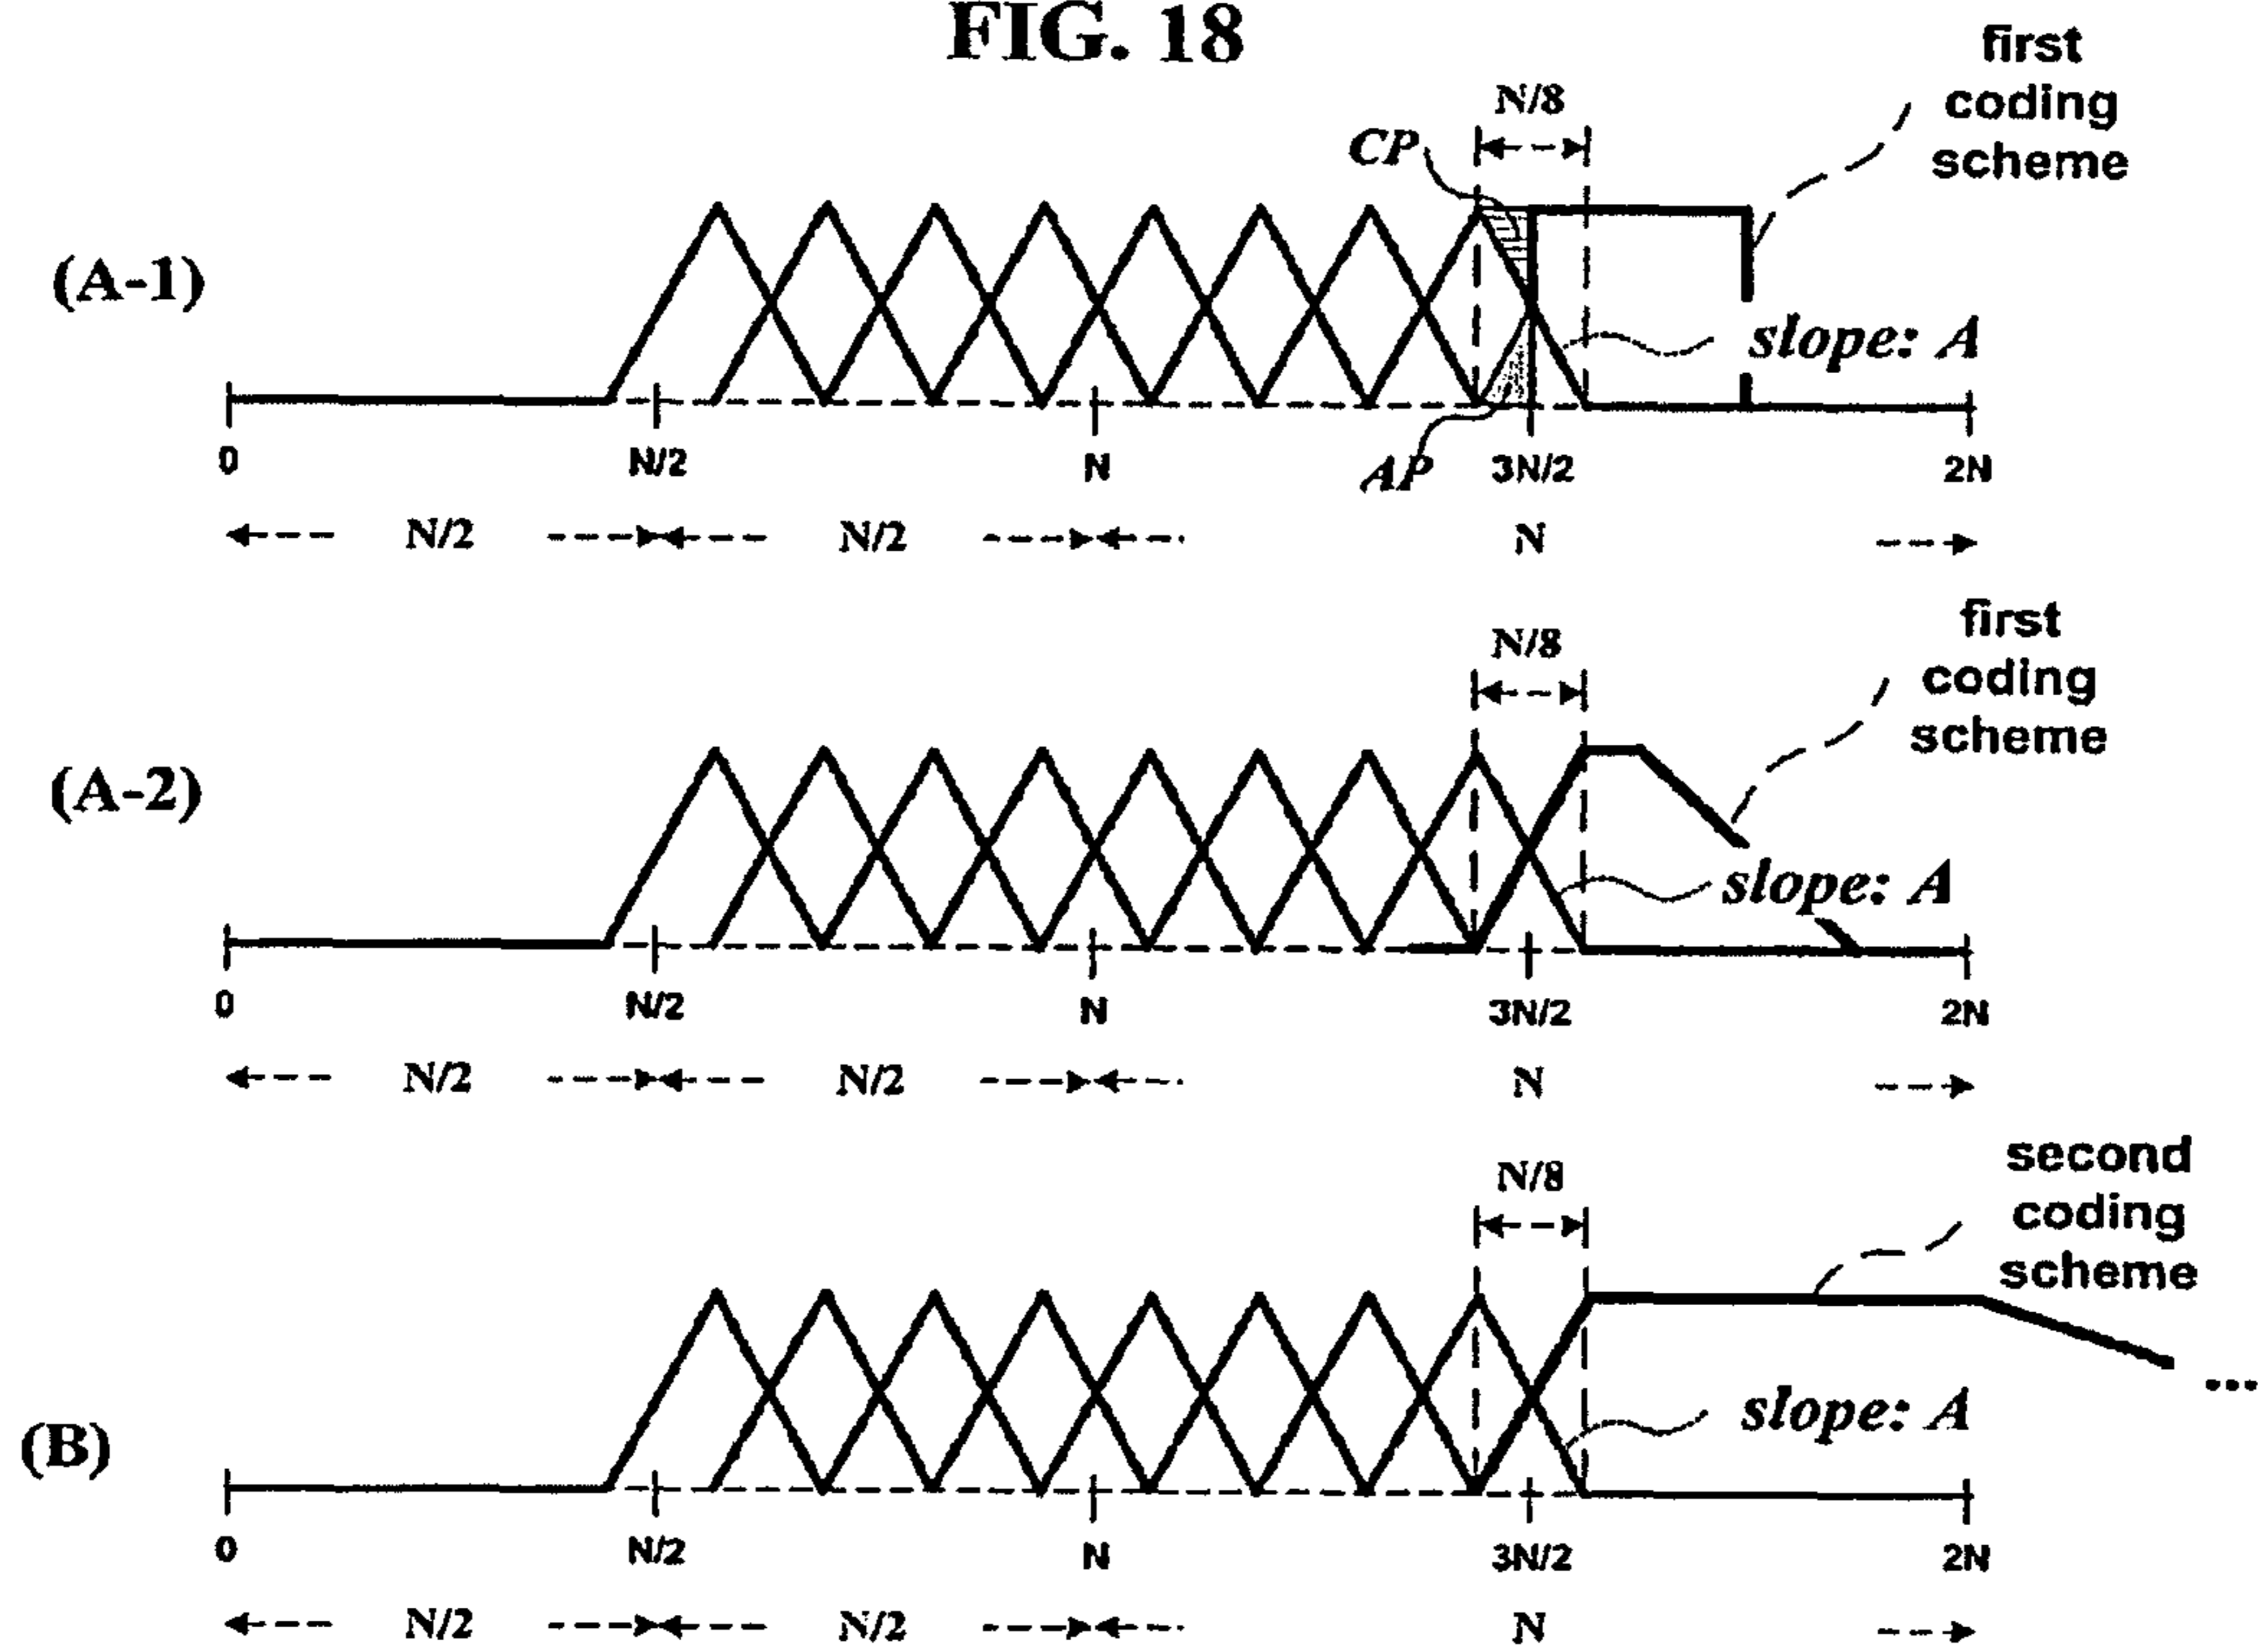 FIG. 18
first
coding
scheme
N/8
CP
(A-1)
slope: A
0
N/2
N
AP
3N/2
2N
N/2
N/2
N
first
coding
scheme
N/8
(A-2)
slope: A
0
N/2
N
3N/2
2N
N/2
N/2
N
second
coding
scheme
N/8
(B)
slope: A
...
0
N/2
N
3N/2
2N
N/2
N/2
N